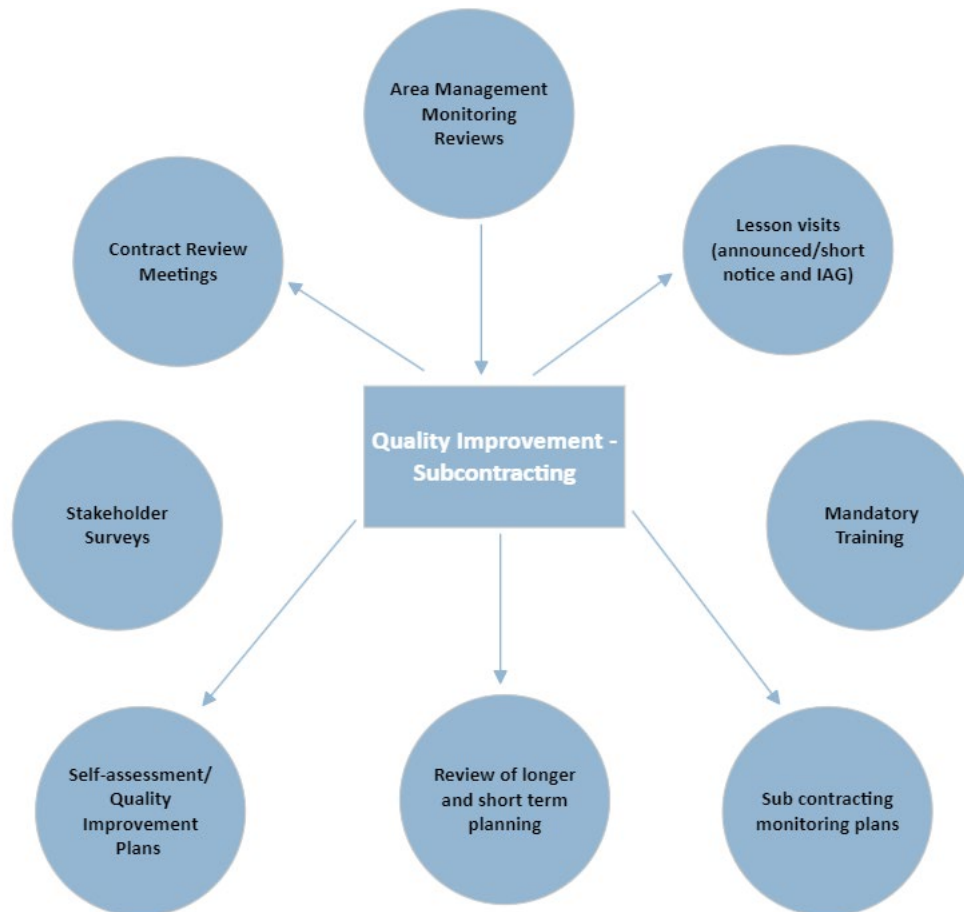 Area Management
Monitoring
Reviews
Contract Review
Meetings
Lesson visits
(announced/short
notice and IAG)
Quality Improvement -
Subcontracting
Stakeholder
Surveys
Mandatory
Training
Self-assessment/
Quality
Improvement
Plans
Review of longer
and short term
planning
Sub contracting
monitoring plans